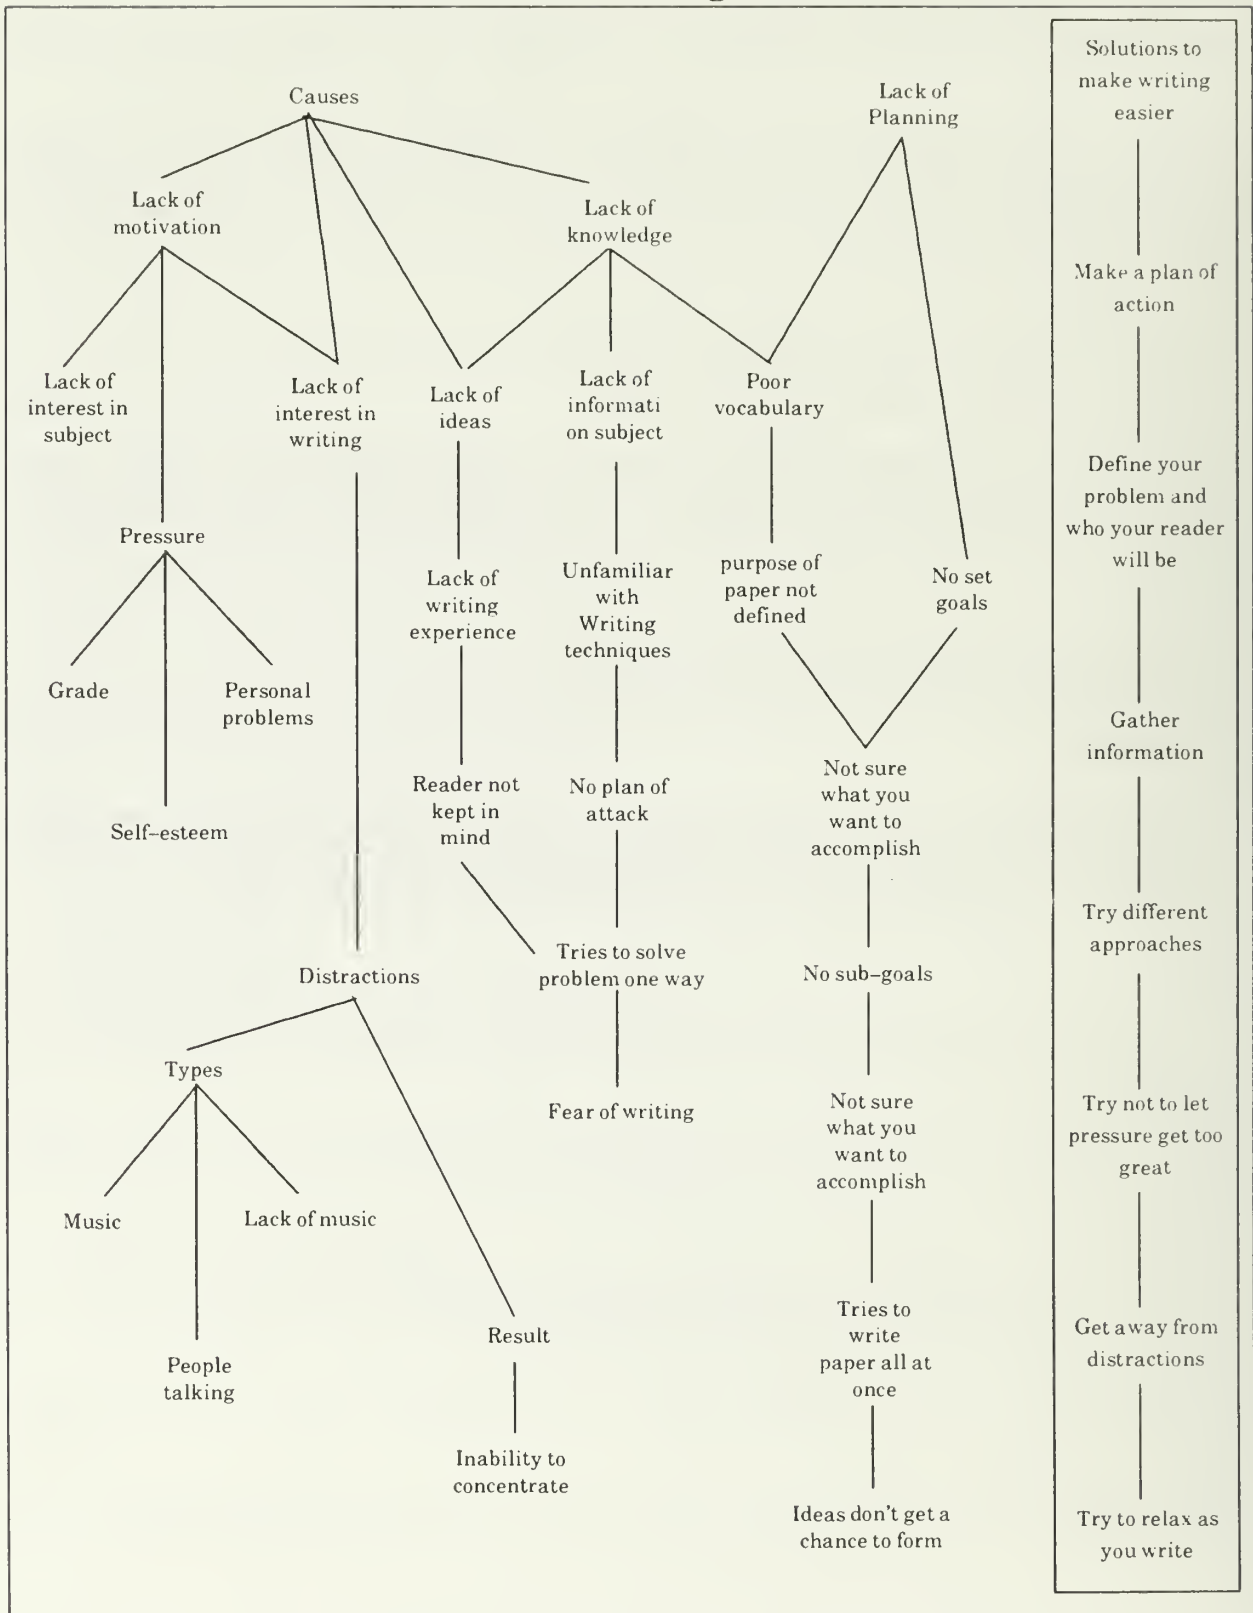 Causes
Lack of
Planning
Lack of
motivation
Lack of
knowledge
Lack of
interest in
subject
Lack of
interest in
writing
Lack of
ideas
Lack of
informati
on subject
Poor
vocabulary
Pressure
Lack of
writing
experience
Unfamiliar
with
Writing
techniques
purpose of
paper not
defined
No set
goals
Grade
Personal
problems
Self-esteem
Reader not
kept in
mind
No plan of
attack
Not sure
what you
want to
accomplish
Distractions
Tries to solve
problem one way
No sub-goals
Types
Fear of writing
Not sure
what you
want to
accomplish
Music
Lack of music
People
talking
Result
Tries to
write
paper all at
once
Inability to
concentrate
Ideas don't get a
chance to form
Solutions to
make writing
easier
Make a plan of
action
Define your
problem and
who your reader
will be
Gather
information
Try different
approaches
Try not to let
pressure get too
great
Get away from
distractions
Try to relax as
you write